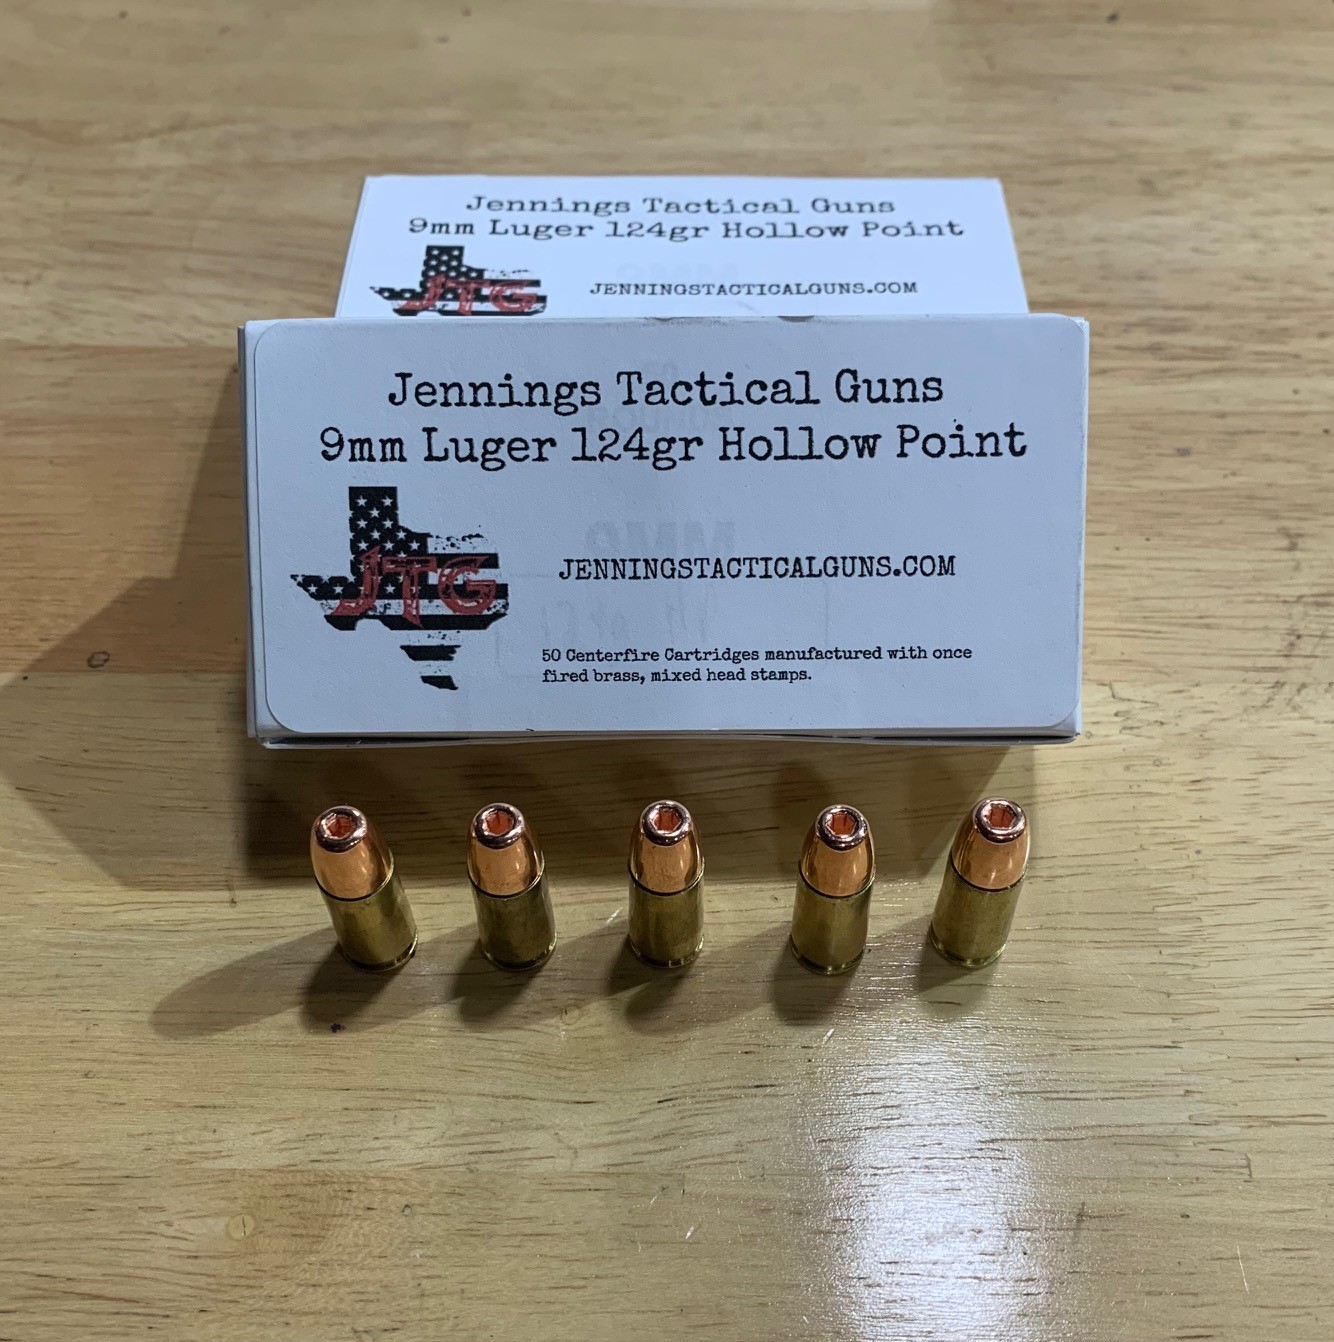 Jennings Tactical Guns
9mm Luger 124gr Hollow Point
JTG
JENNINGSTACTICALGUNS.COM
Jennings Tactical Guns
9mm Luger 124gr Hollow Point
JTG
JENNINGSTACTICALGUNS.COM
50 Centerfire Cartridges manufactured with once
fired brass, mixed head stamps.